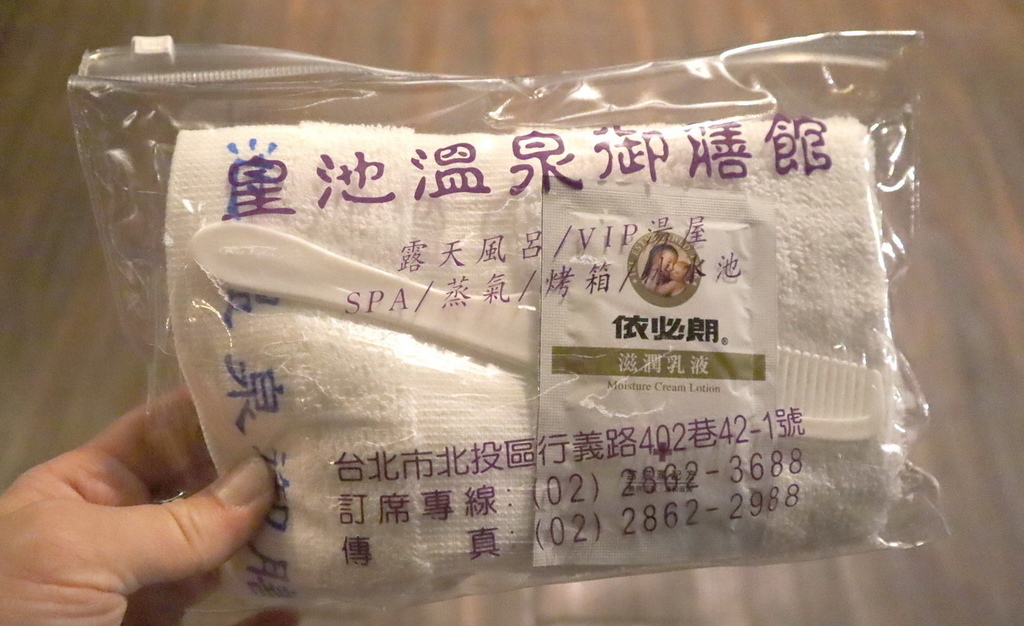 皇池溫泉御膳館
露天風呂/VIP湯屋
SPA/蒸氣/烤箱/冷水池
依必朗®
滋潤乳液
Moisture Cream Lotion
台北市北投區行義路402巷42-1號
訂席專線：(02) 2862-3688
傳真：(02) 2862-2988